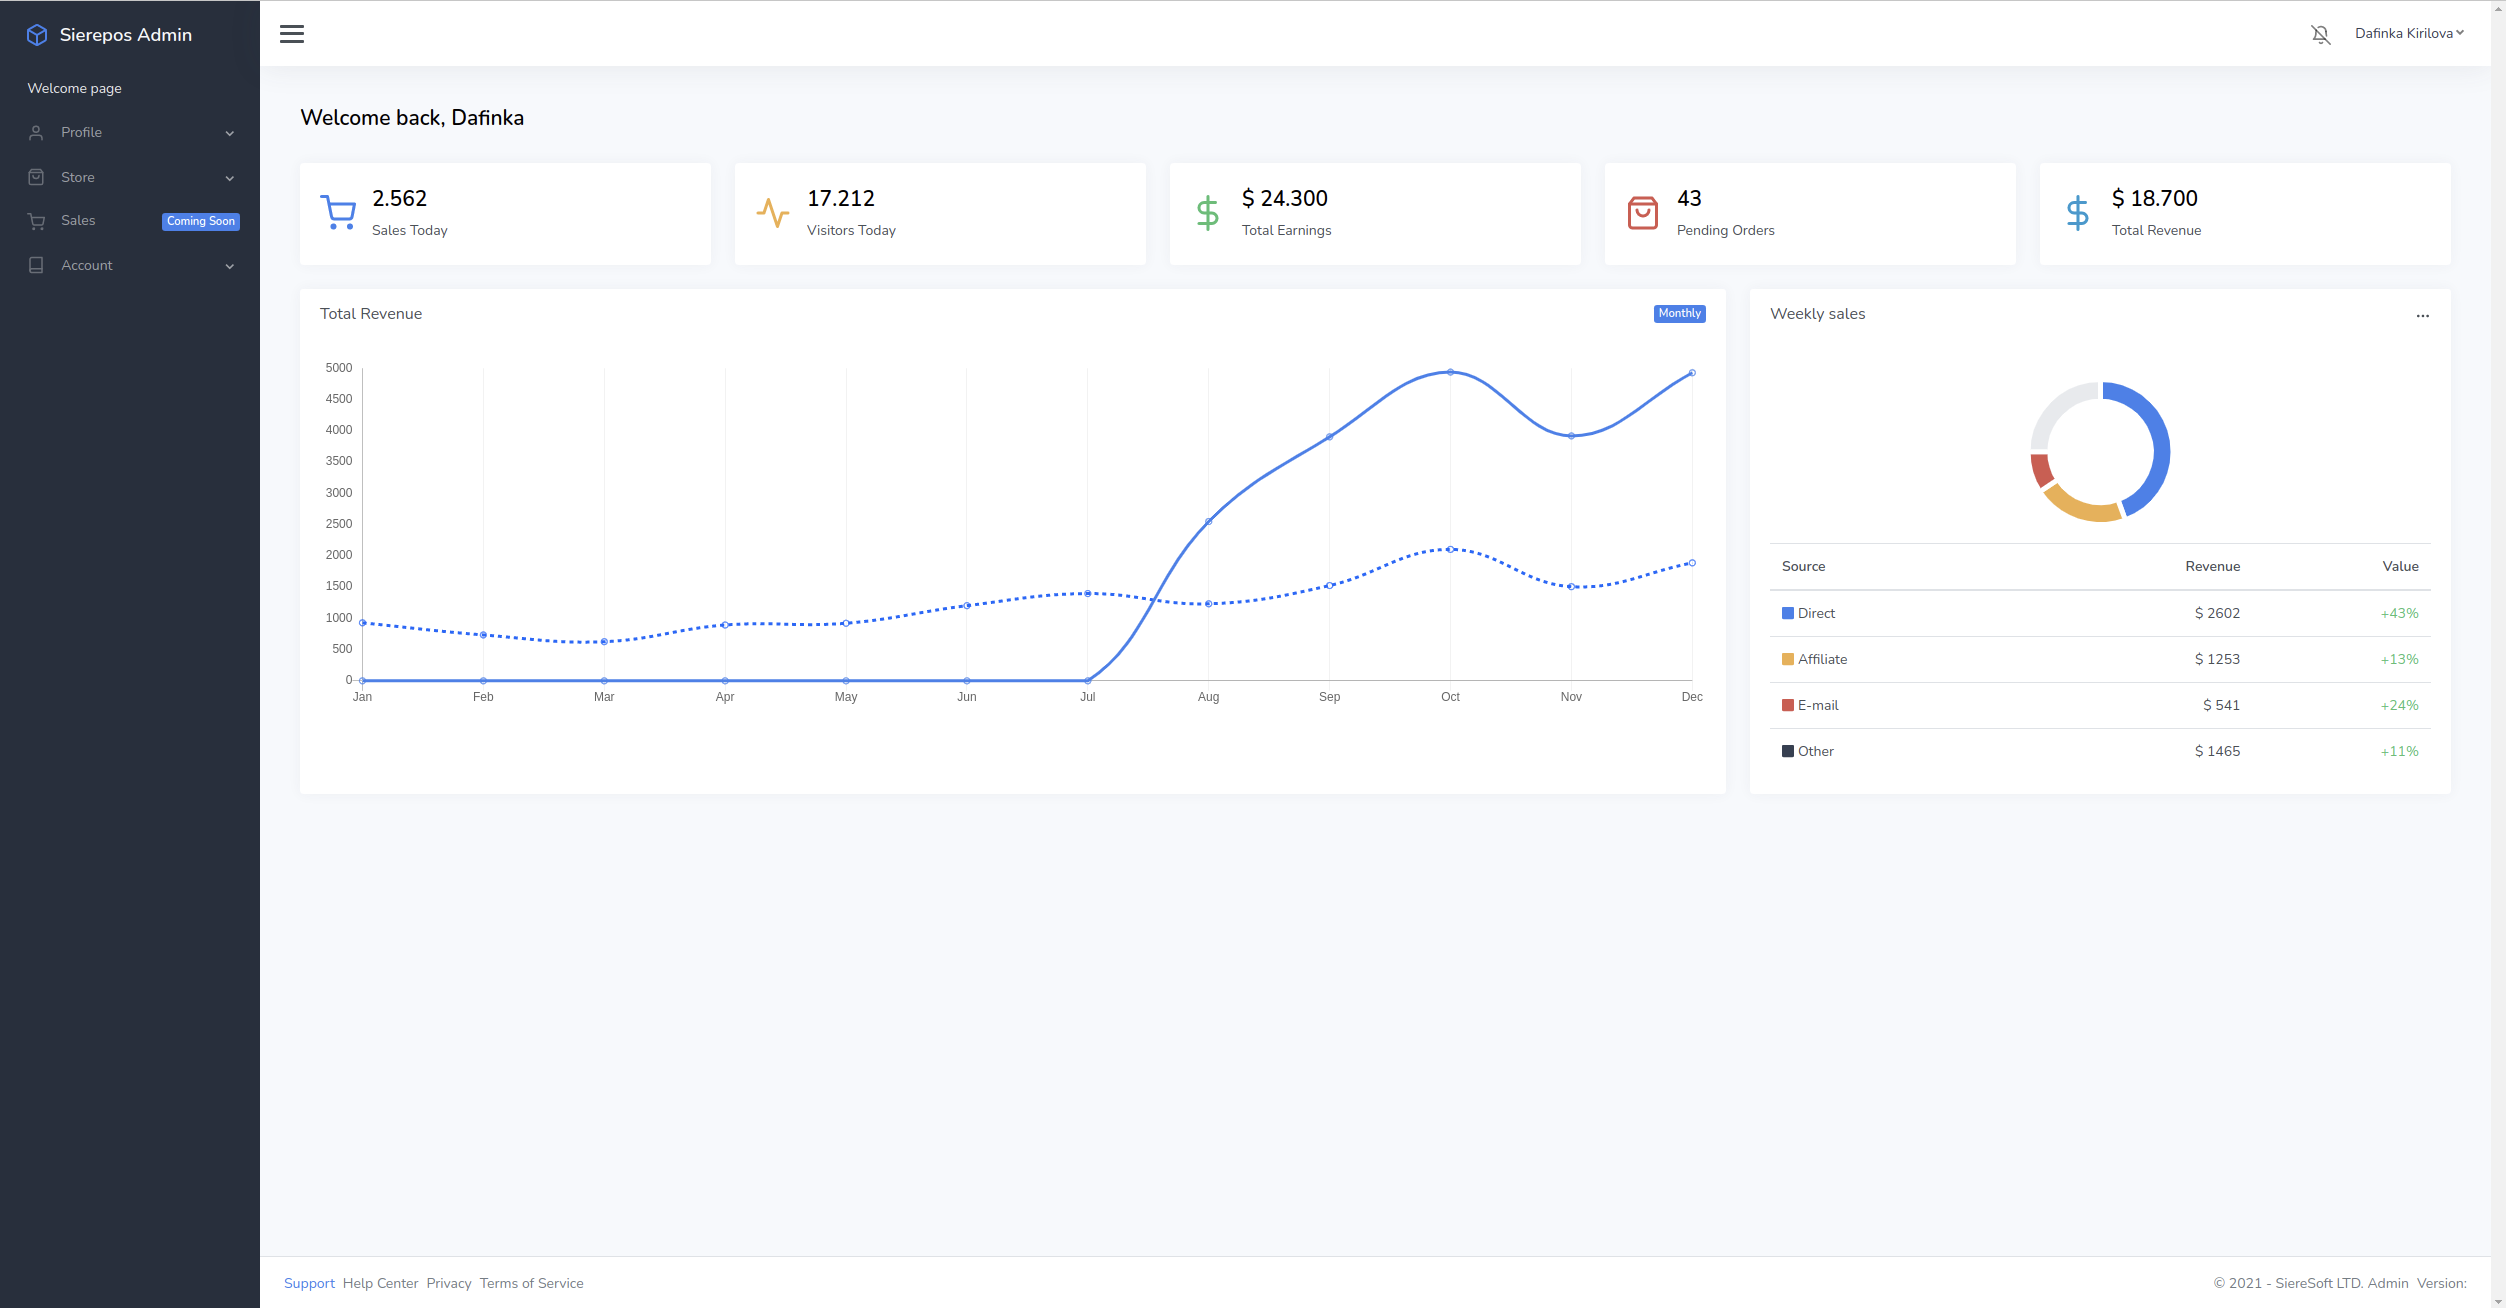 Sierepos Admin
Welcome page
Profile
Store
Sales Coming Soon
Account
Dafinka Kirilova
Welcome back, Dafinka
2.562
Sales Today
17.212
Visitors Today
$ 24.300
Total Earnings
43
Pending Orders
$ 18.700
Total Revenue
Total Revenue Monthly
5000
4500
4000
3500
3000
2500
2000
1500
1000
500
0
Jan Feb Mar Apr May Jun Jul Aug Sep Oct Nov Dec
Weekly sales ...
Source Revenue Value
Direct $ 2602 +43%
Affiliate $ 1253 +13%
E-mail $ 541 +24%
Other $ 1465 +11%
Support Help Center Privacy Terms of Service
© 2021 - SiereSoft LTD. Admin Version: